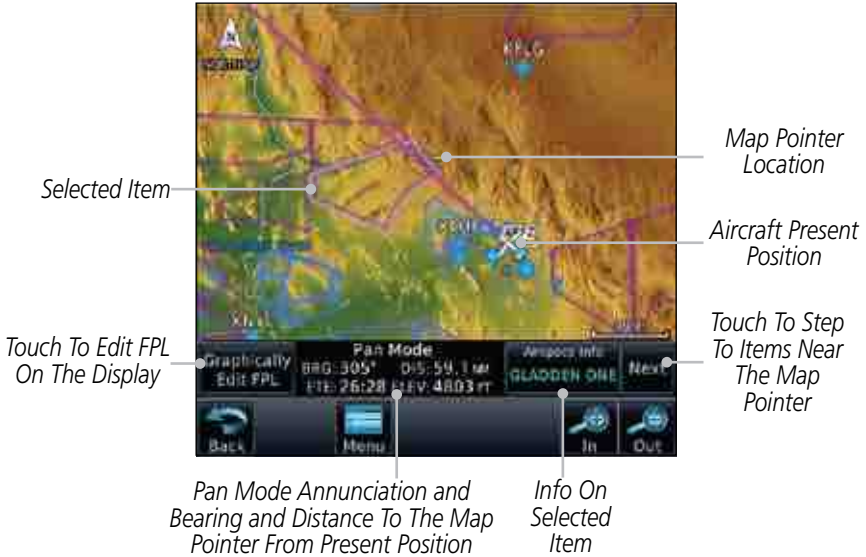 N
KFLG
Map Pointer
Location
Selected Item
Aircraft Present
Position
Touch To Edit FPL
On The Display
Graphically
Edit FPL
Pan Mode
BRG: 305° DIS: 59.1 NM
ETE: 26:28 ELEV: 4803 FT
Airspace Info
GLADDEN ONE
Next
Touch To Step
To Items Near
The Map
Pointer
Back
Menu
In
Out
Pan Mode Annunciation and
Bearing and Distance To The Map
Pointer From Present Position
Info On
Selected
Item